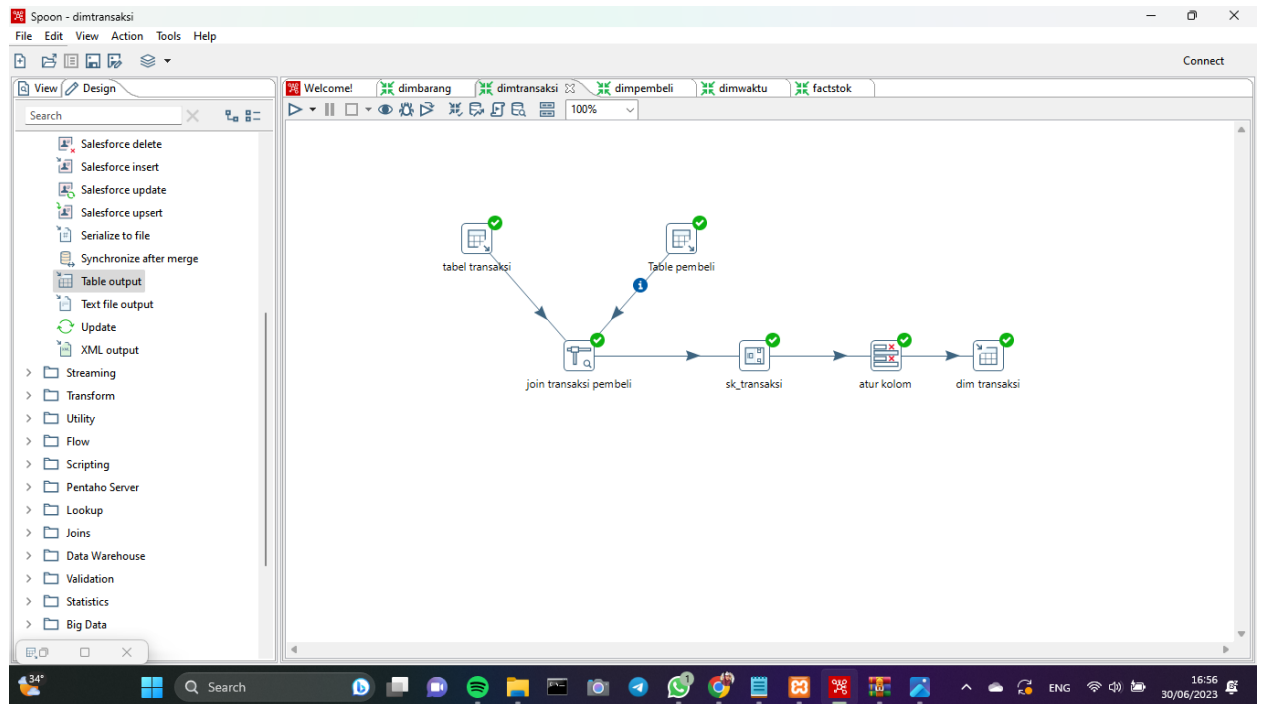 Spoon - dimtransaksi
File Edit View Action Tools Help
Connect
View Design
Welcome! dimbarang dimtransaksi dimpembeli dimwaktu factstok
Search
100%
Salesforce delete
Salesforce insert
Salesforce update
Salesforce upsert
Serialize to file
Synchronize after merge
Table output
Text file output
Update
XML output
Streaming
Transform
Utility
Flow
Scripting
Pentaho Server
Lookup
Joins
Data Warehouse
Validation
Statistics
Big Data
tabel transaksi
Table pembeli
join transaksi pembeli
sk_transaksi
atur kolom
dim transaksi
34°
Search
1
ENG
16:56
30/06/2023